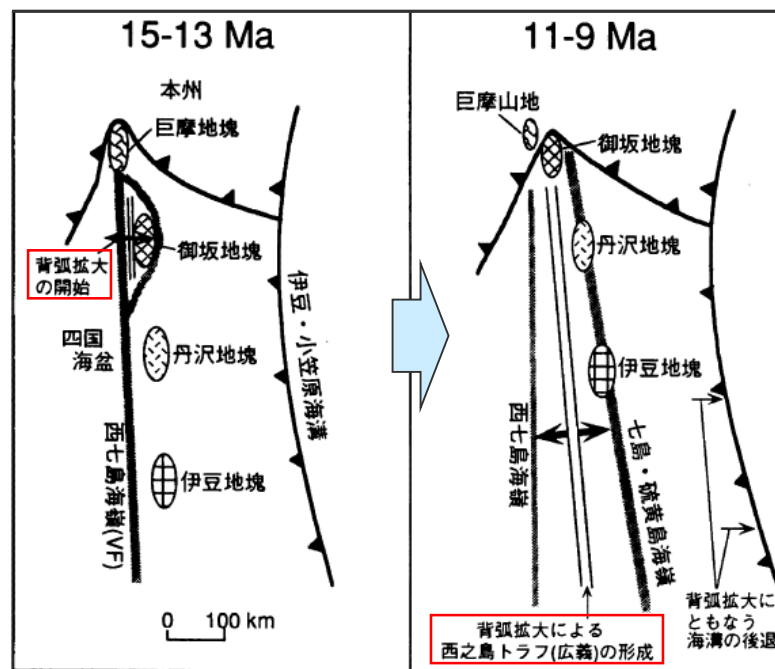 15-13 Ma
本州
巨摩地塊
御坂地塊
背弧拡大
の開始
四国
海盆
丹沢地塊
伊豆地塊
西七島海嶺(VF)
伊豆・小笠原海溝
0 100 km
11-9 Ma
巨摩山地
御坂地塊
丹沢地塊
伊豆地塊
西七島海嶺
七島・硫黄島海嶺
背弧拡大による
西之島トラフ(広義)の形成
背弧拡大に
ともなう
海溝の後退